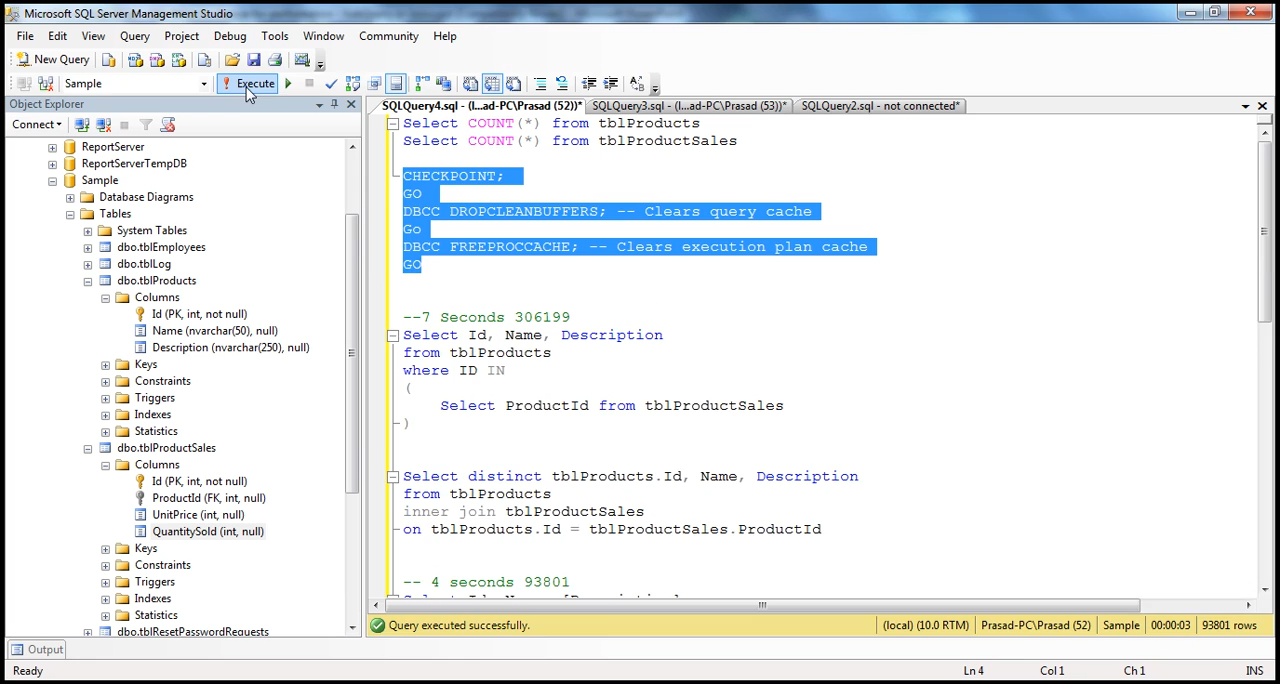 Microsoft SQL Server Management Studio
File Edit View Query Project Debug Tools Window Community Help
New Query
Sample Execute
Object Explorer
SQLQuery4.sql - (l...ad-PC\Prasad (52))* SQLQuery3.sql - (l...ad-PC\Prasad (53))* SQLQuery2.sql - not connected*
Connect
ReportServer
ReportServerTempDB
Sample
Database Diagrams
Tables
System Tables
dbo.tblEmployees
dbo.tblLog
dbo.tblProducts
Columns
Id (PK, int, not null)
Name (nvarchar(50), null)
Description (nvarchar(250), null)
Keys
Constraints
Triggers
Indexes
Statistics
dbo.tblProductSales
Columns
Id (PK, int, not null)
ProductId (FK, int, null)
UnitPrice (int, null)
QuantitySold (int, null)
Keys
Constraints
Triggers
Indexes
Statistics
dbo.tblResetPasswordRequests
Select COUNT(*) from tblProducts
Select COUNT(*) from tblProductSales
CHECKPOINT;
GO
DBCC DROPCLEANBUFFERS; -- Clears query cache
Go
DBCC FREEPROCCACHE; -- Clears execution plan cache
GO
--7 Seconds 306199
Select Id, Name, Description
from tblProducts
where ID IN
(
Select ProductId from tblProductSales
)
Select distinct tblProducts.Id, Name, Description
from tblProducts
inner join tblProductSales
on tblProducts.Id = tblProductSales.ProductId
-- 4 seconds 93801
Query executed successfully. (local) (10.0 RTM) Prasad-PC\Prasad (52) Sample 00:00:03 93801 rows
Output
Ready Ln 4 Col 1 Ch 1 INS